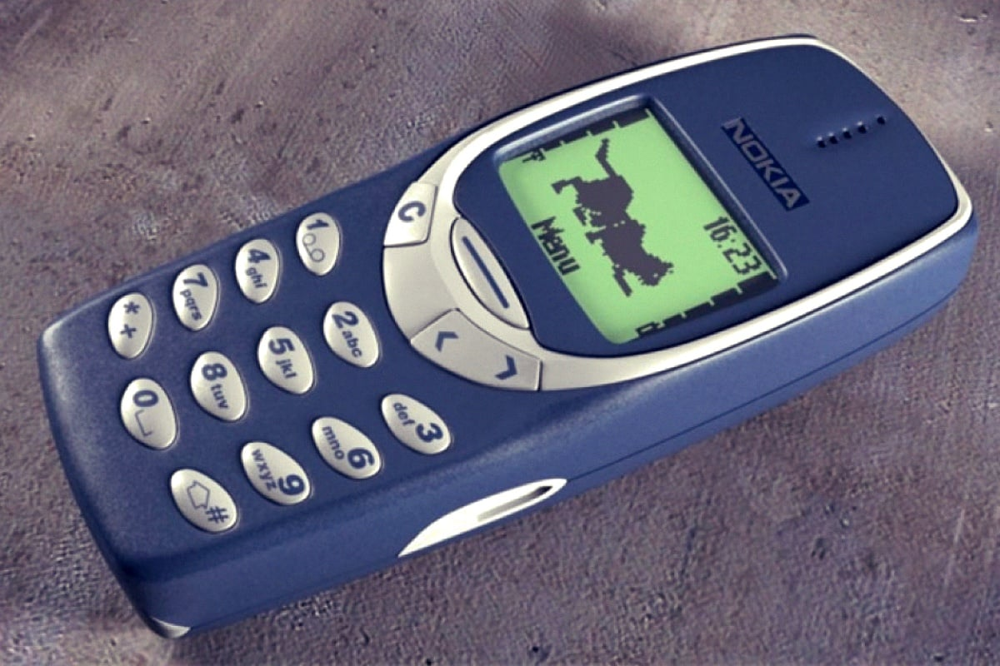 NOKIA
16:23
Menu
C
< >
1
2 abc
def 3
4 ghi
5 jkl
mno 6
7 pqrs
8 tuv
wxyz 9
* +
0
#